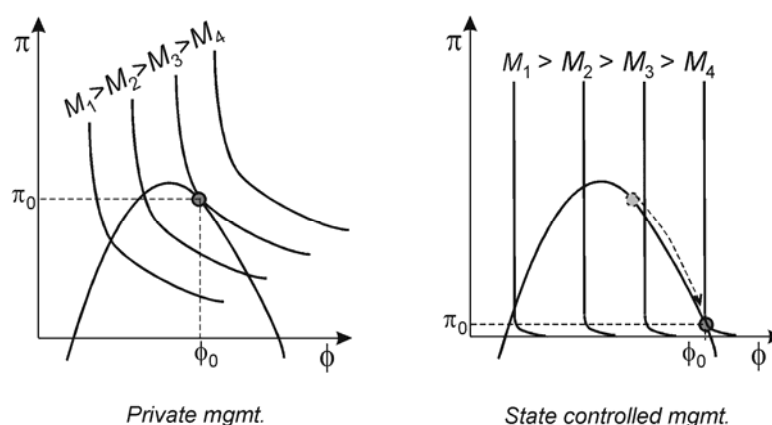 π
M₁>M₂>M₃>M₄
π₀
ϕ₀
ϕ
Private mgmt.
π
M₁ > M₂ > M₃ > M₄
π₀
ϕ₀
ϕ
State controlled mgmt.